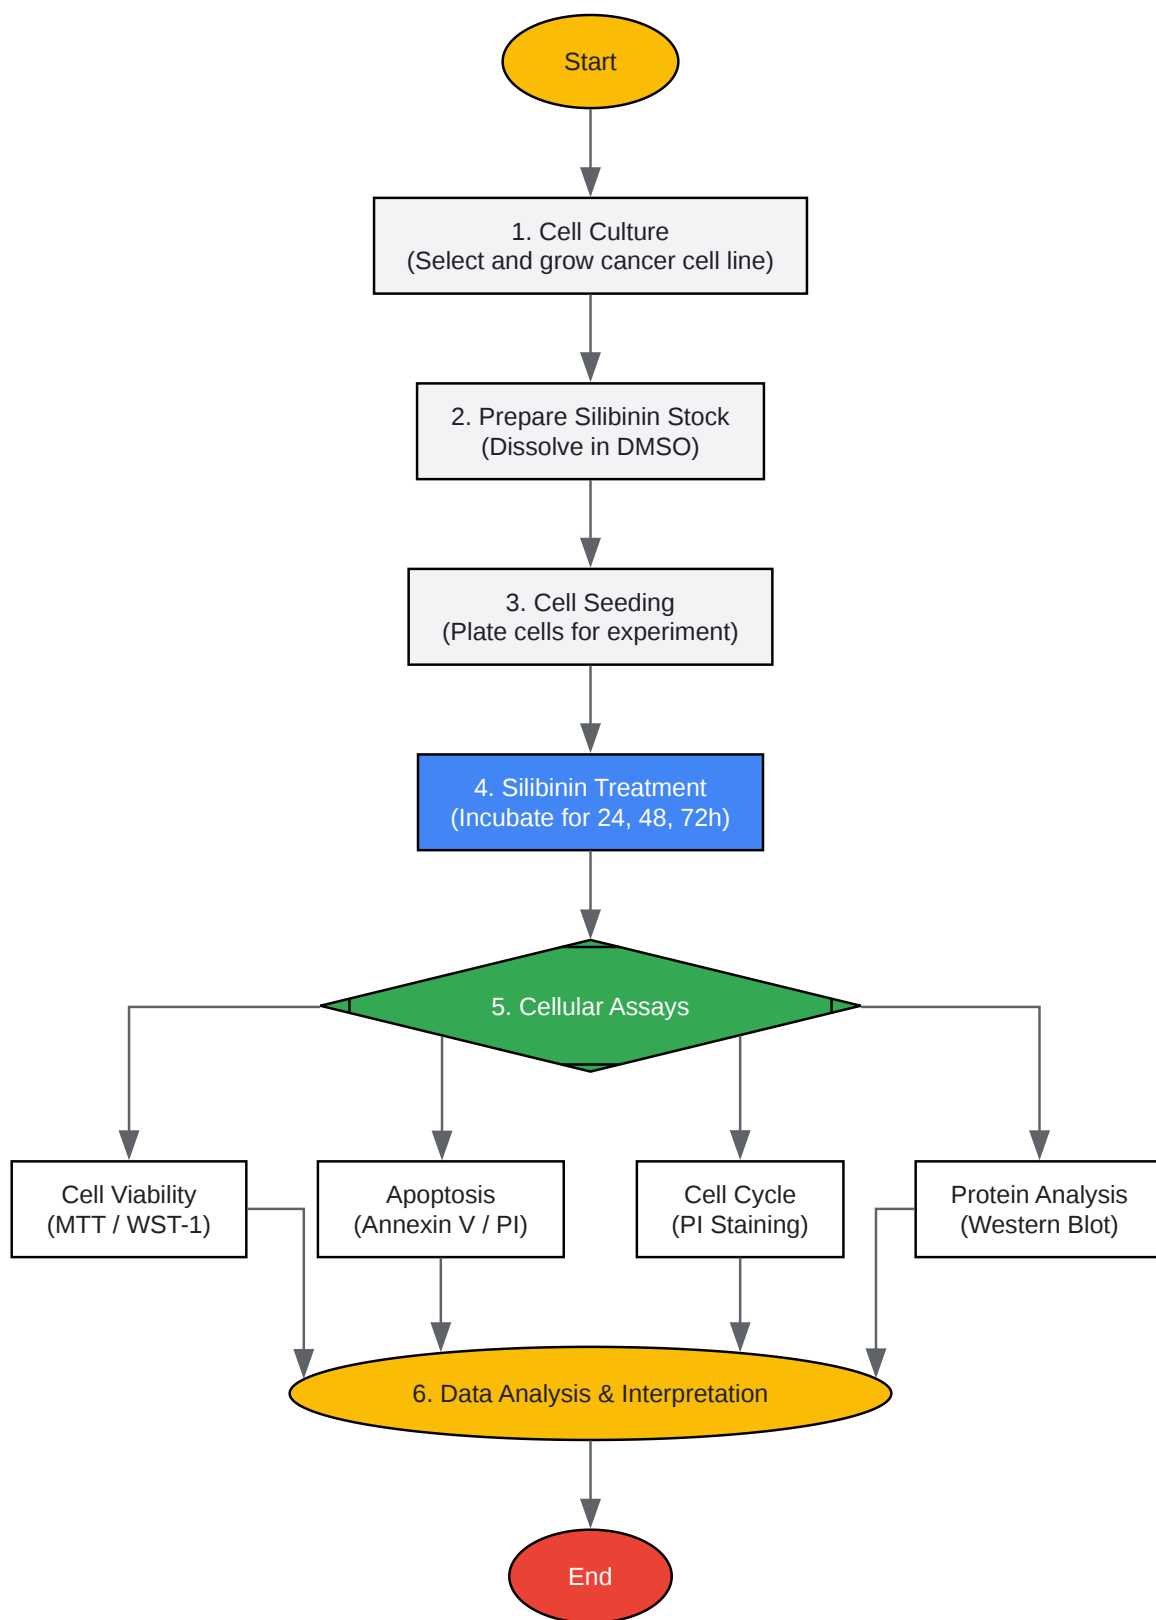 Start
1. Cell Culture
(Select and grow cancer cell line)
2. Prepare Silibinin Stock
(Dissolve in DMSO)
3. Cell Seeding
(Plate cells for experiment)
4. Silibinin Treatment
(Incubate for 24, 48, 72h)
5. Cellular Assays
Cell Viability
(MTT / WST-1)
Apoptosis
(Annexin V / PI)
Cell Cycle
(PI Staining)
Protein Analysis
(Western Blot)
6. Data Analysis & Interpretation
End